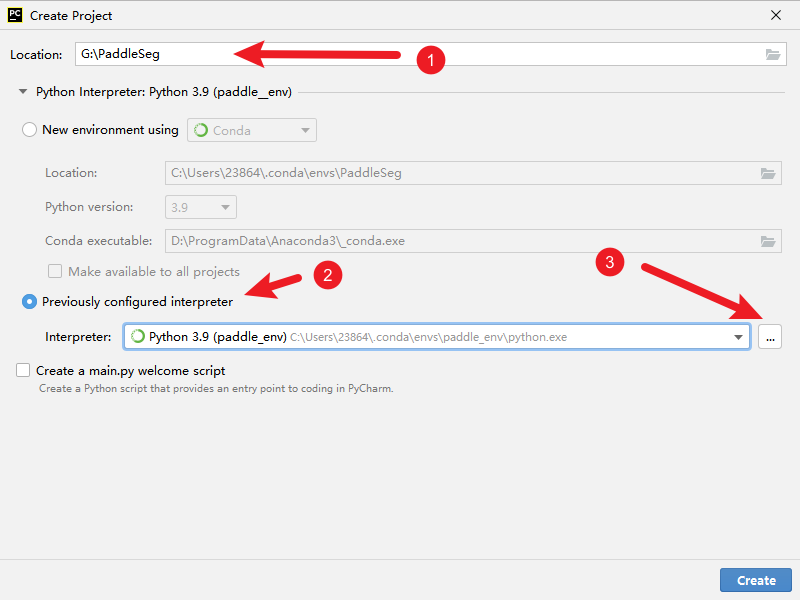 PC Create Project
Location: G:\PaddleSeg
1
Python Interpreter: Python 3.9 (paddle__env)
New environment using Conda
Location: C:\Users\23864\.conda\envs\PaddleSeg
Python version: 3.9
Conda executable: D:\ProgramData\Anaconda3\_conda.exe
Make available to all projects
2
3
Previously configured interpreter
Interpreter: Python 3.9 (paddle_env) C:\Users\23864\.conda\envs\paddle_env\python.exe ...
Create a main.py welcome script
Create a Python script that provides an entry point to coding in PyCharm.
Create